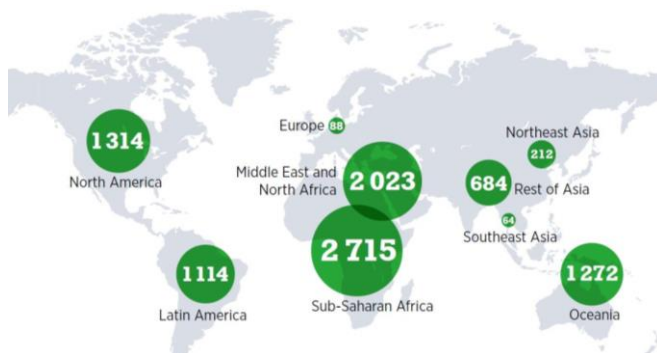 1 314
North America
Europe
88
Northeast Asia
212
Middle East and
North Africa
2 023
684
Rest of Asia
64
Southeast Asia
2 715
Sub-Saharan Africa
1 114
Latin America
1 272
Oceania